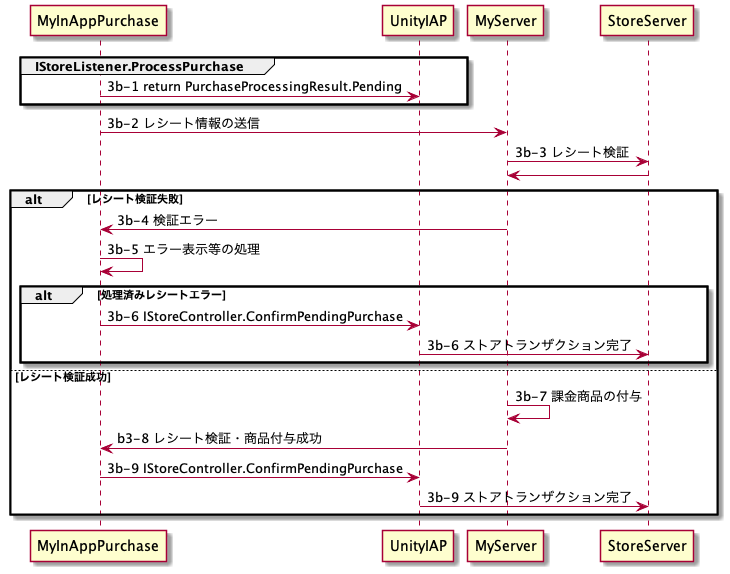 MyInAppPurchase UnityIAP MyServer StoreServer
IStoreListener.ProcessPurchase
3b-1 return PurchaseProcessingResult.Pending
3b-2 レシート情報の送信
3b-3 レシート検証
alt [レシート検証失敗]
3b-4 検証エラー
3b-5 エラー表示等の処理
alt [処理済みレシートエラー]
3b-6 IStoreController.ConfirmPendingPurchase
3b-6 ストアトランザクション完了
[レシート検証成功]
3b-7 課金商品の付与
b3-8 レシート検証・商品付与成功
3b-9 IStoreController.ConfirmPendingPurchase
3b-9 ストアトランザクション完了
MyInAppPurchase UnityIAP MyServer StoreServer